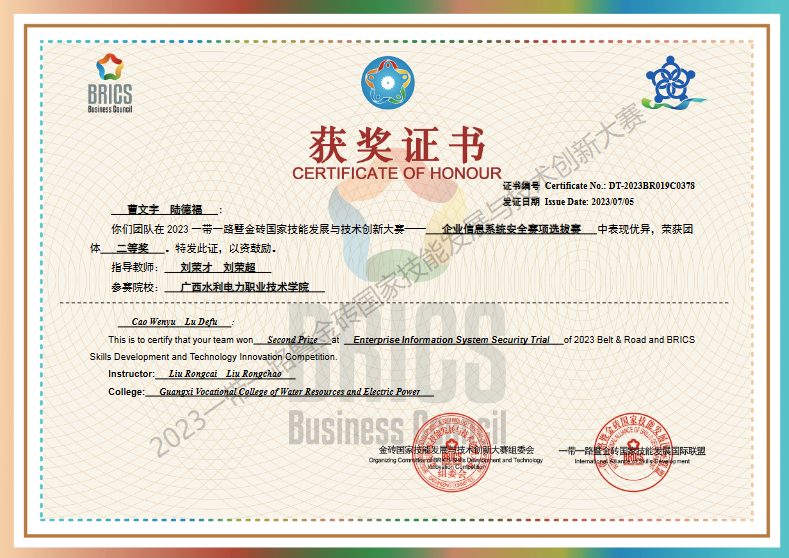 BRICS
Business Council
获奖证书
CERTIFICATE OF HONOUR
证书编号 Certificate No.: DT-2023BR019C0378
发证日期 Issue Date: 2023/07/05
曹文宇 陆德福 ：
你们团队在 2023 一带一路暨金砖国家技能发展与技术创新大赛—— 企业信息系统安全赛项选拔赛 中表现优异，荣获团
体 二等奖 。特发此证，以资鼓励。
指导教师： 刘荣才 刘荣超
参赛院校： 广西水利电力职业技术学院
Cao Wenyu Lu Defu :
This is to certify that your team won Second Prize at Enterprise Information System Security Trial of 2023 Belt & Road and BRICS
Skills Development and Technology Innovation Competition.
Instructor: Liu Rongcai Liu Rongchao
College: Guangxi Vocational College of Water Resources and Electric Power
BRICS
Business Council
2023一带一路暨金砖国家技能发展与技术创新大赛
金砖国家技能发展与技术创新大赛组委会
Organizing Committee of BRICS Skills Development and Technology
Innovation Competition
组委会
一带一路暨金砖国家技能发展国际联盟
International Alliance of Skills Development